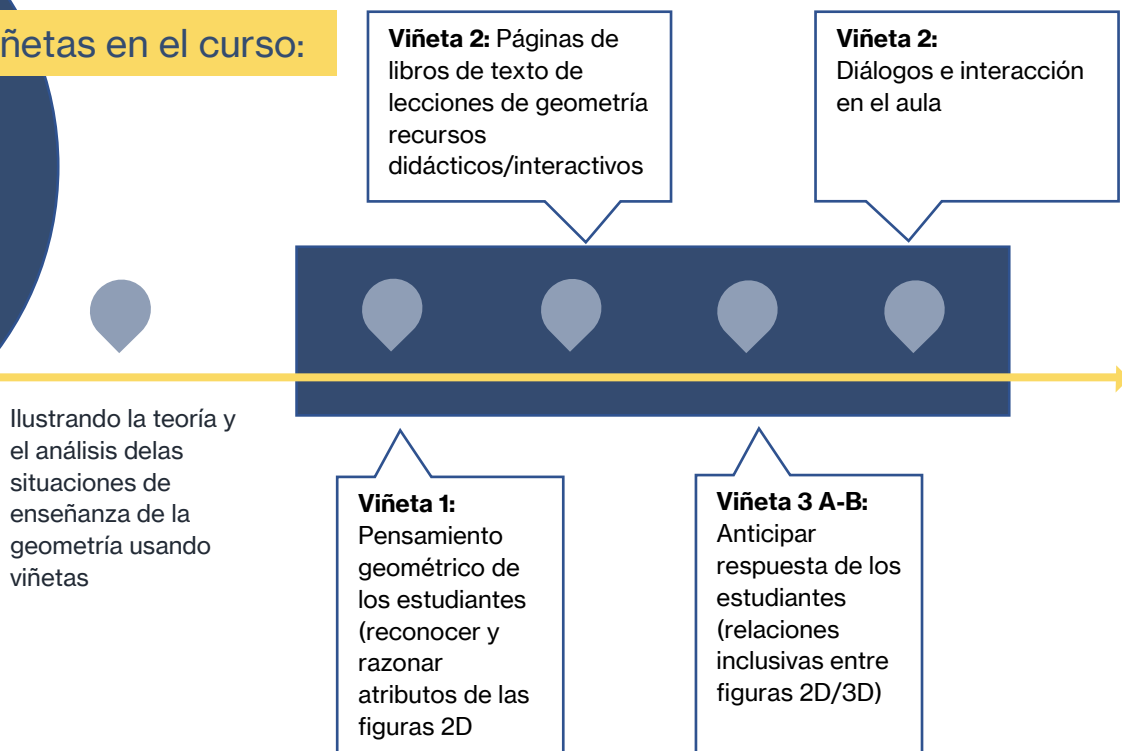 ñetas en el curso:
Viñeta 2: Páginas de
libros de texto de
lecciones de geometría
recursos
didácticos/interactivos
Viñeta 2:
Diálogos e interacción
en el aula
Ilustrando la teoría y
el análisis delas
situaciones de
enseñanza de la
geometría usando
viñetas
Viñeta 1:
Pensamiento
geométrico de
los estudiantes
(reconocer y
razonar
atributos de las
figuras 2D
Viñeta 3 A-B:
Anticipar
respuesta de los
estudiantes
(relaciones
inclusivas entre
figuras 2D/3D)